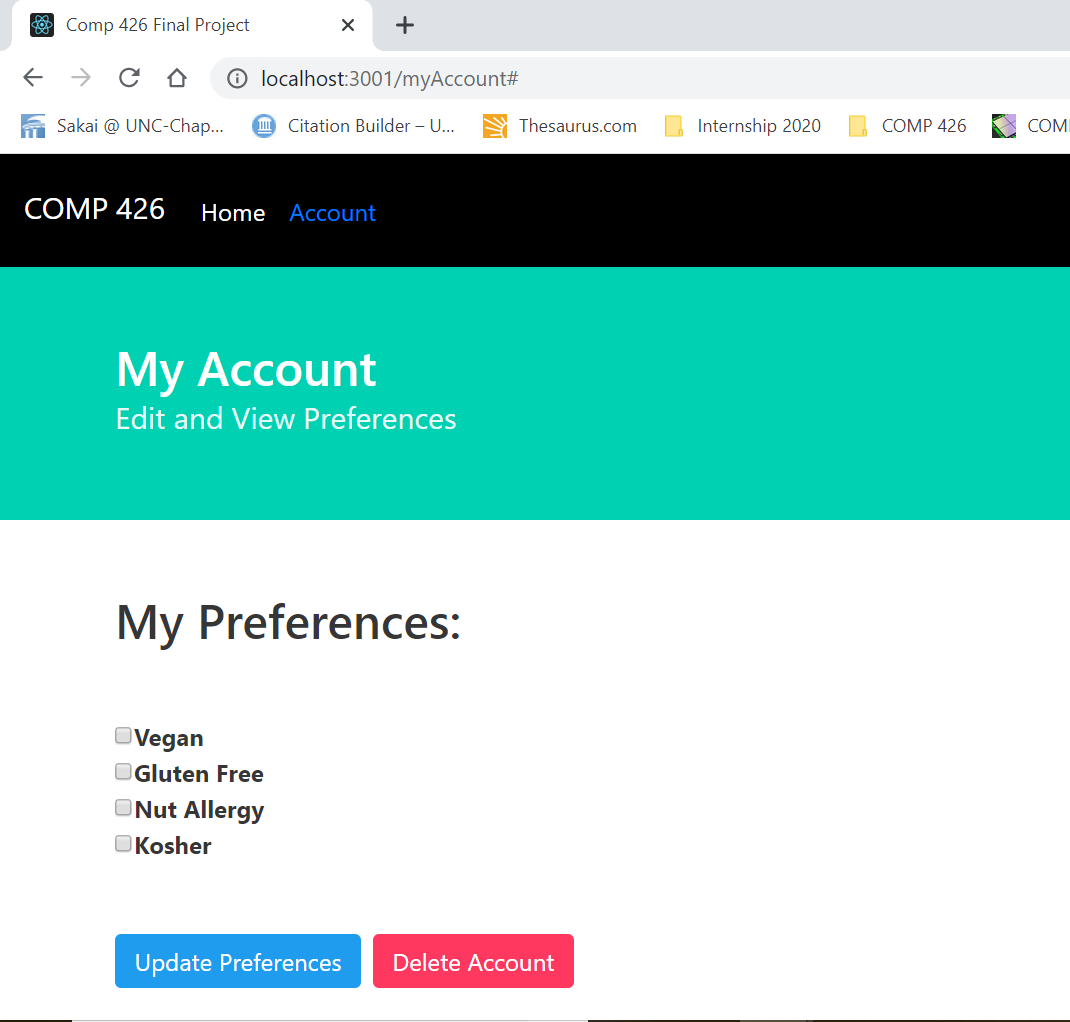 Comp 426 Final Project
localhost:3001/myAccount#
Sakai @ UNC-Chap... Citation Builder – U... Thesaurus.com Internship 2020 COMP 426 COM
COMP 426 Home Account
My Account
Edit and View Preferences
My Preferences:
Vegan
Gluten Free
Nut Allergy
Kosher
Update Preferences Delete Account